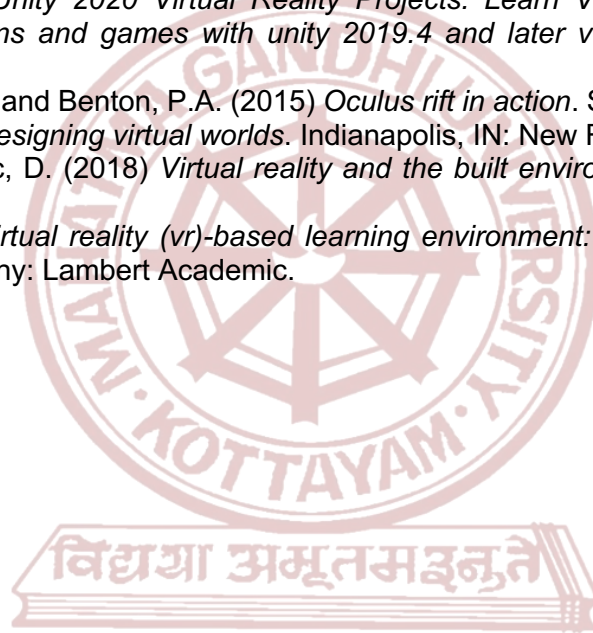 Unity 2020 Virtual Reality Projects: Learn V
ns and games with unity 2019.4 and later v
and Benton, P.A. (2015) Oculus rift in action. S
esigning virtual worlds. Indianapolis, IN: New R
c, D. (2018) Virtual reality and the built enviro
rtual reality (vr)-based learning environment:
ny: Lambert Academic.
MAHATMA GANDHI UNIVERSITY
KOTTAYAM
विद्यया अमृतमश्नुते